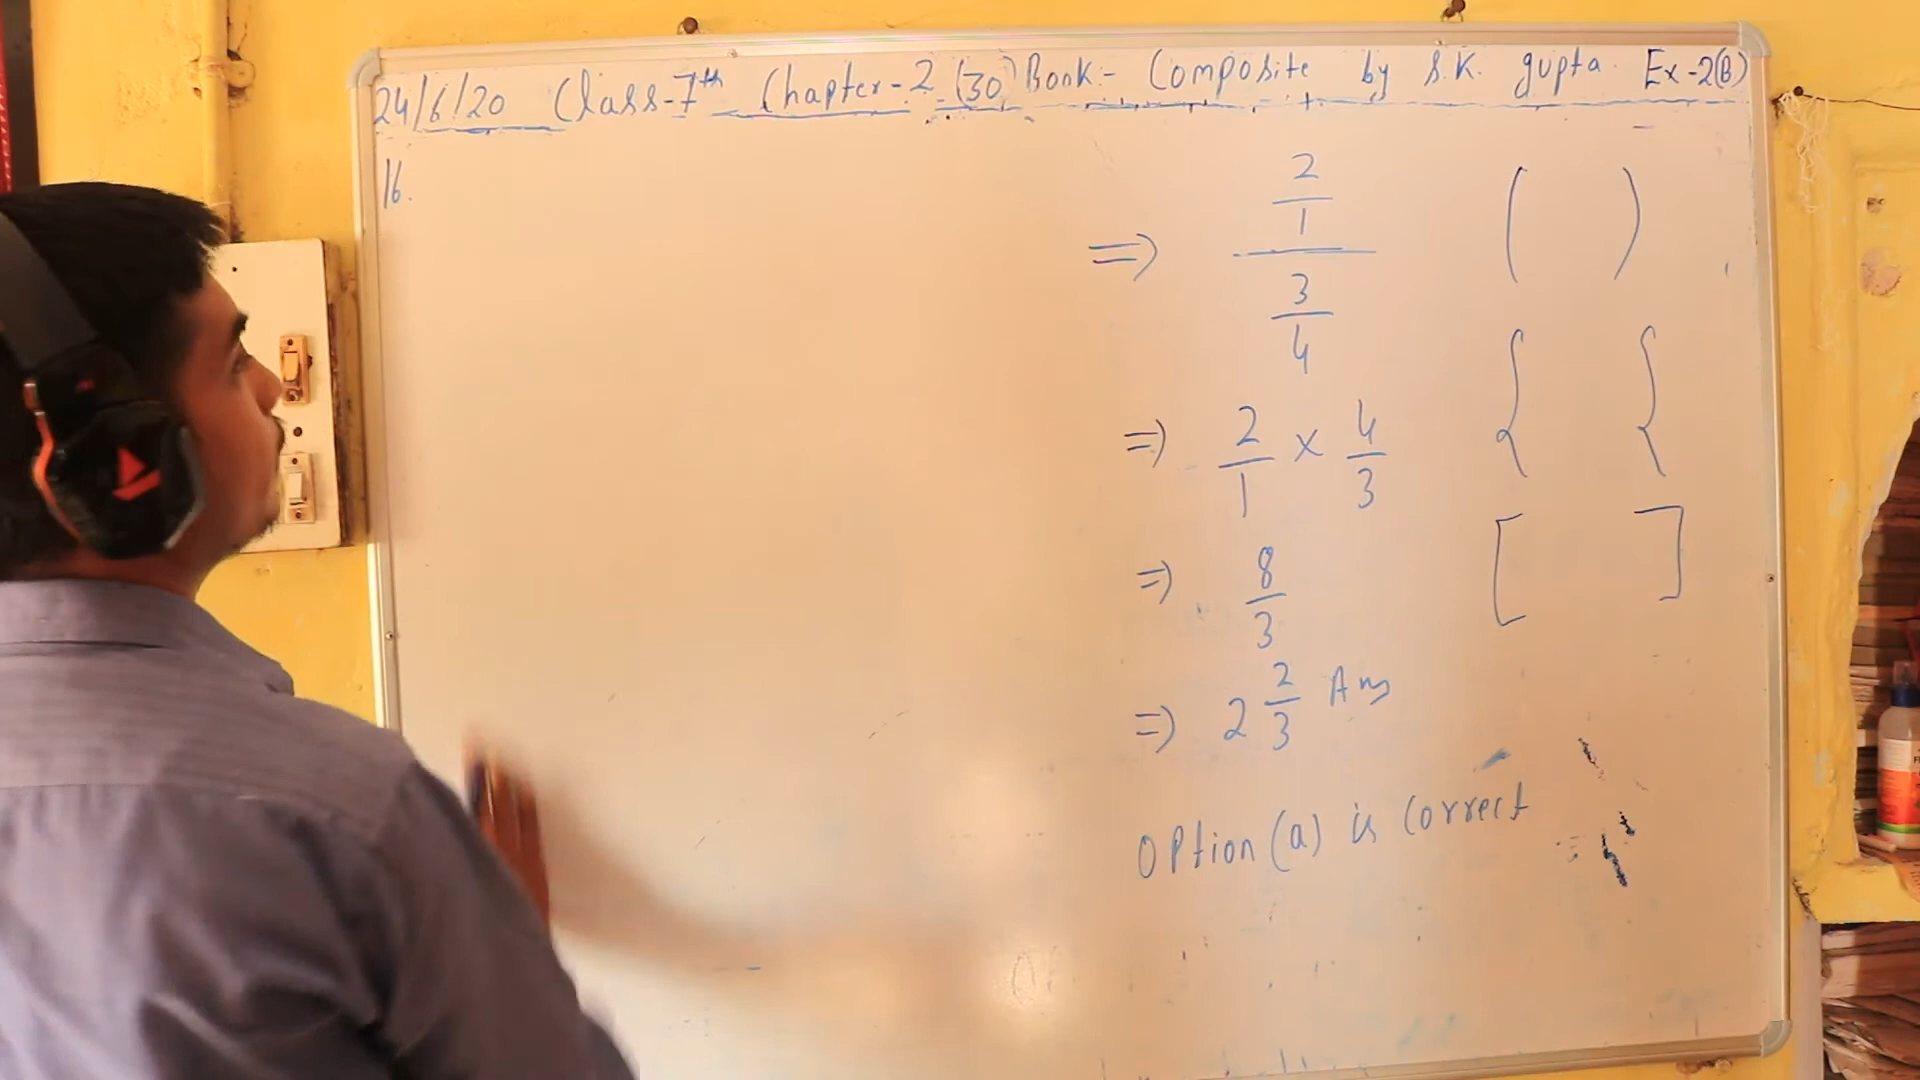 24/6/20 Class-7th Chapter-2 (30) Book:- Composite by S.K. gupta. Ex-2(B)
16.
=> 2/1 / 3/4 ( )
=> 2/1 × 4/3 { {
=> 8/3 [ ]
=> 2 2/3 Ans
Option (a) is correct